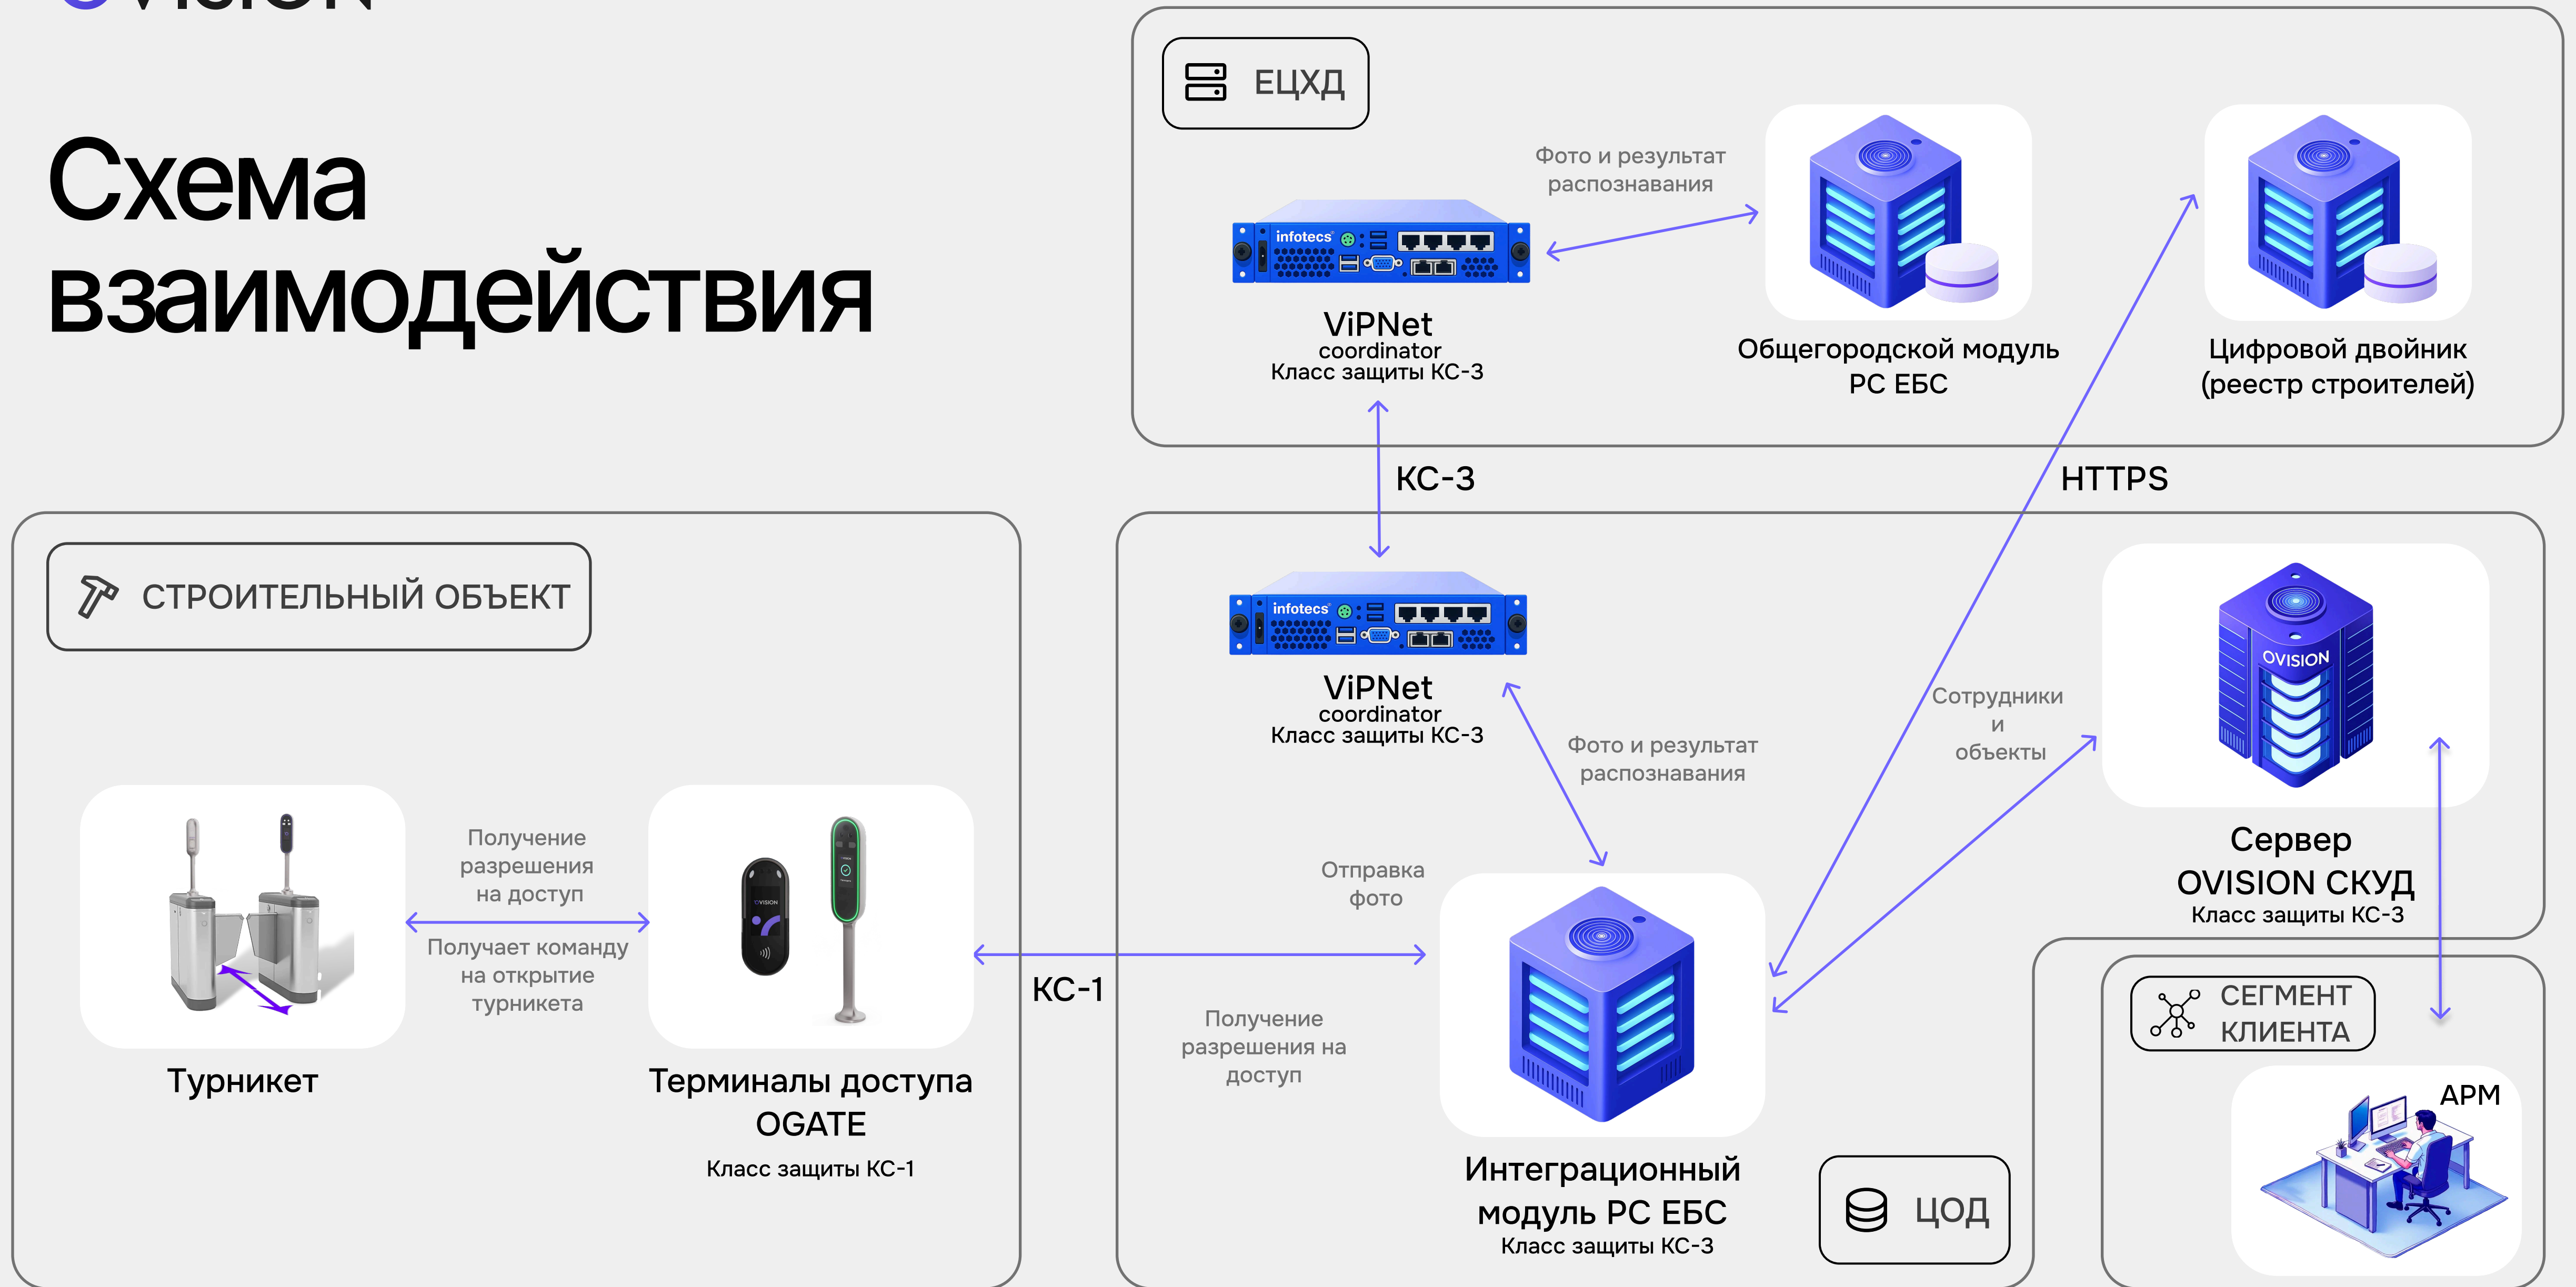 OVISION
Схема
взаимодействия
ЕЦХД
Фото и результат
распознавания
infotecs
ViPNet
coordinator
Класс защиты КС-3
Общегородской модуль
РС ЕБС
Цифровой двойник
(реестр строителей)
КС-3
HTTPS
СТРОИТЕЛЬНЫЙ ОБЪЕКТ
Получение
разрешения
на доступ
Получает команду
на открытие
турникета
Турникет
OVISION
Терминалы доступа
OGATE
Класс защиты КС-1
КС-1
infotecs
ViPNet
coordinator
Класс защиты КС-3
Фото и результат
распознавания
Отправка
фото
Получение
разрешения на
доступ
Интеграционный
модуль РС ЕБС
Класс защиты КС-3
Сотрудники
и
объекты
OVISION
Сервер
OVISION СКУД
Класс защиты КС-3
ЦОД
СЕГМЕНТ
КЛИЕНТА
АРМ